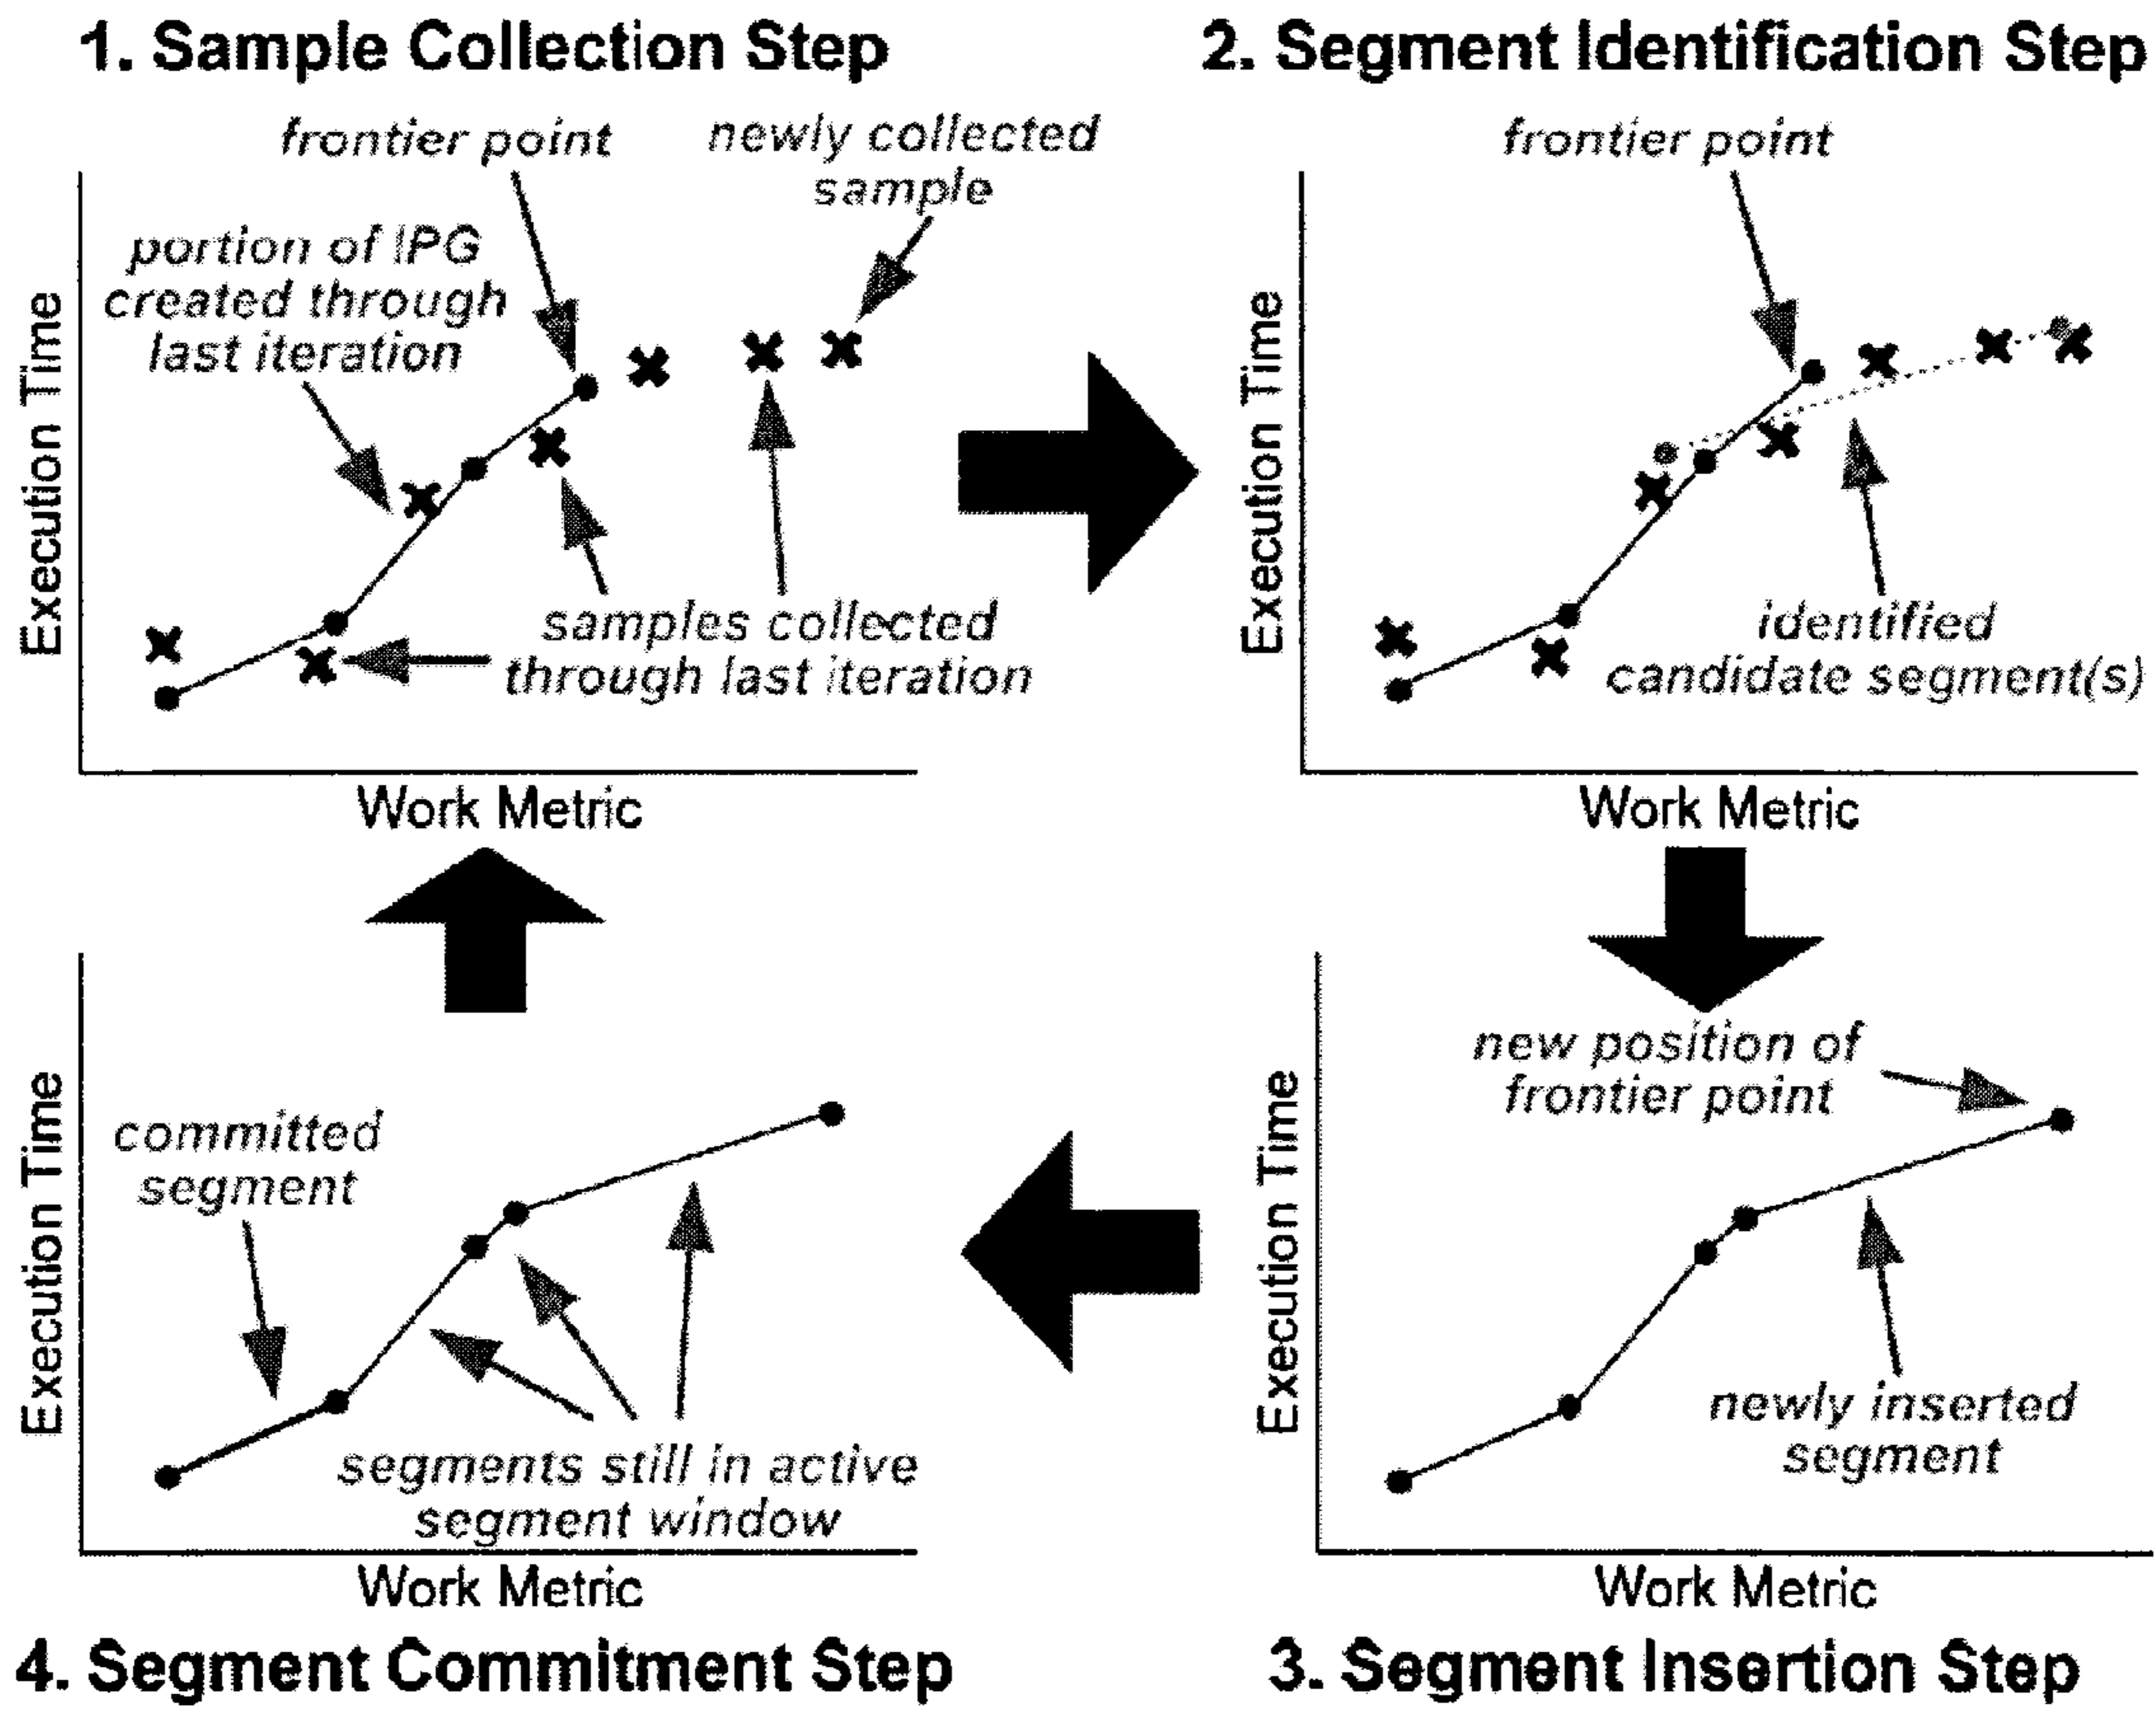 1. Sample Collection Step
frontier point
newly collected
sample
portion of IPG
created through
last iteration
samples collected
through last iteration
Execution Time
Work Metric
2. Segment Identification Step
frontier point
identified
candidate segment(s)
Execution Time
Work Metric
new position of
frontier point
newly inserted
segment
Execution Time
Work Metric
3. Segment Insertion Step
committed
segment
segments still in active
segment window
Execution Time
Work Metric
4. Segment Commitment Step